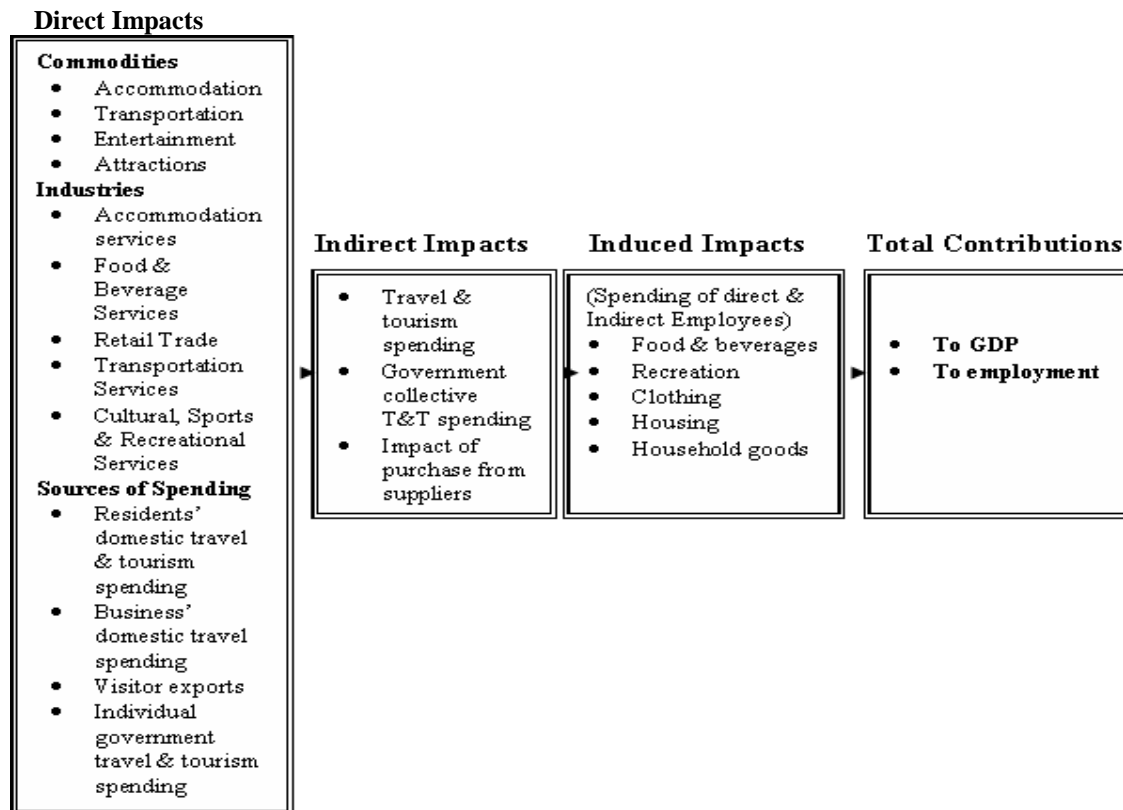 Direct Impacts
Commodities
• Accommodation
• Transportation
• Entertainment
• Attractions
Industries
• Accommodation
services
• Food &
Beverage
Services
• Retail Trade
• Transportation
Services
• Cultural, Sports
& Recreational
Services
Sources of Spending
• Residents'
domestic travel
& tourism
spending
• Business'
domestic travel
spending
• Visitor exports
• Individual
government
travel & tourism
spending
Indirect Impacts
• Travel &
tourism
spending
• Government
collective
T&T spending
• Impact of
purchase from
suppliers
Induced Impacts
(Spending of direct &
Indirect Employees)
• Food & beverages
• Recreation
• Clothing
• Housing
• Household goods
Total Contributions
• To GDP
• To employment